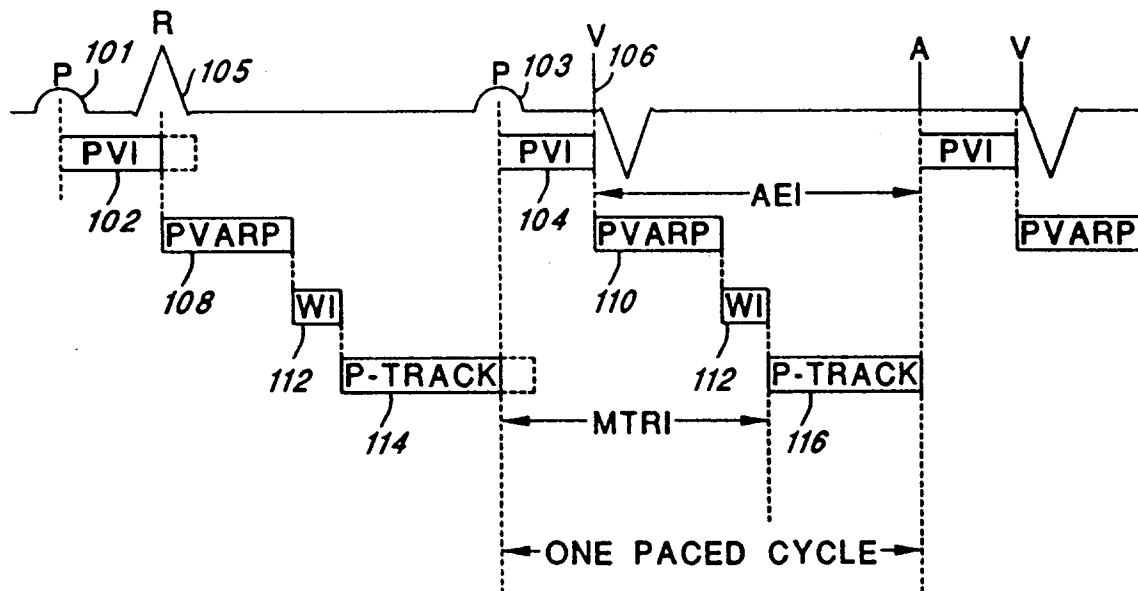 R V A V
P 101 105 P 103 106
PVI PVI PVI
102 104 AEI
PVARP PVARP PVARP
108 110
WI WI
112 112
P-TRACK P-TRACK
114 MTRI 116
ONE PACED CYCLE